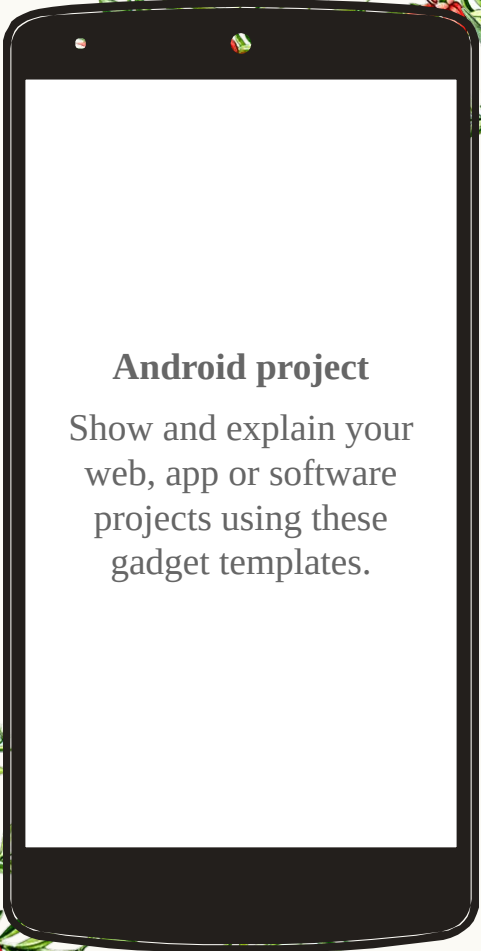 Android project
Show and explain your
web, app or software
projects using these
gadget templates.